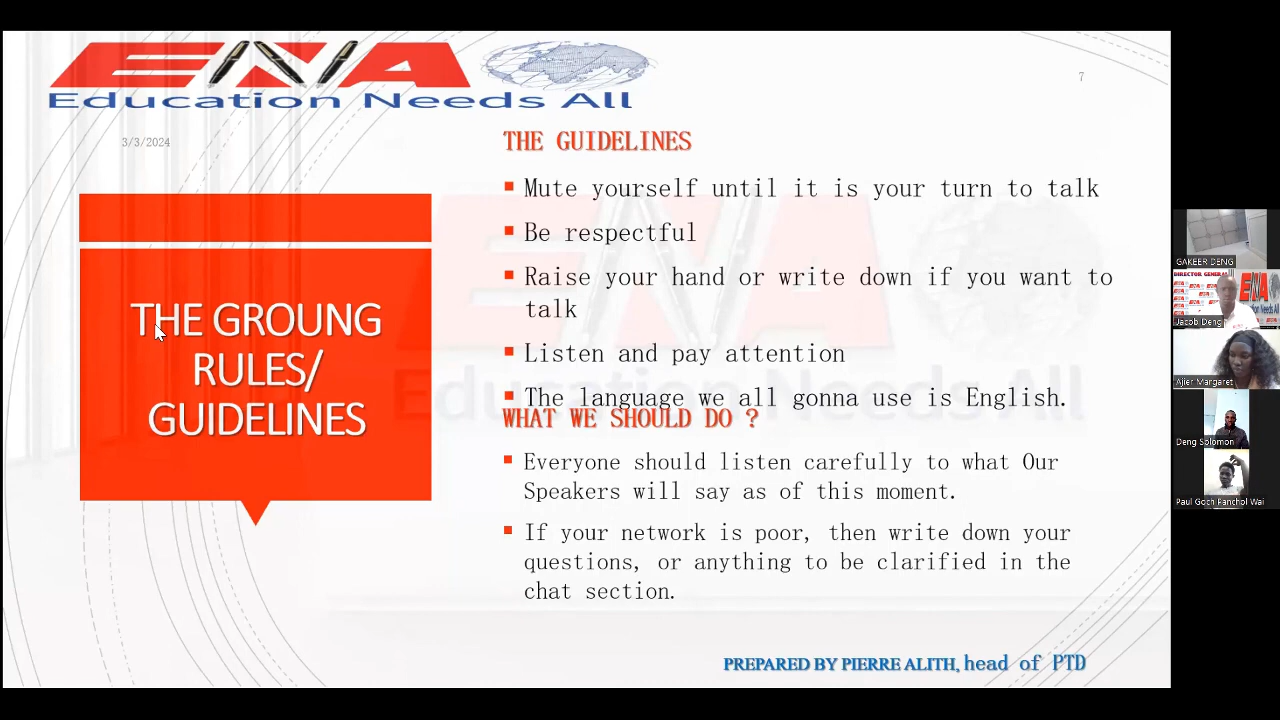 ENA
Education Needs All
7
3/3/2024
THE GROUNG
RULES/
GUIDELINES
THE GUIDELINES
Mute yourself until it is your turn to talk
Be respectful
Raise your hand or write down if you want to
talk
Listen and pay attention
The language we all gonna use is English.
WHAT WE SHOULD DO ?
Everyone should listen carefully to what Our
Speakers will say as of this moment.
If your network is poor, then write down your
questions, or anything to be clarified in the
chat section.
PREPARED BY PIERRE ALITH, head of PTD
GAKEER DENG
DIRECTOR GENERAL
Jacob Deng
Ajier Margaret
Deng Solomon
Paul Goch Panchol Wai